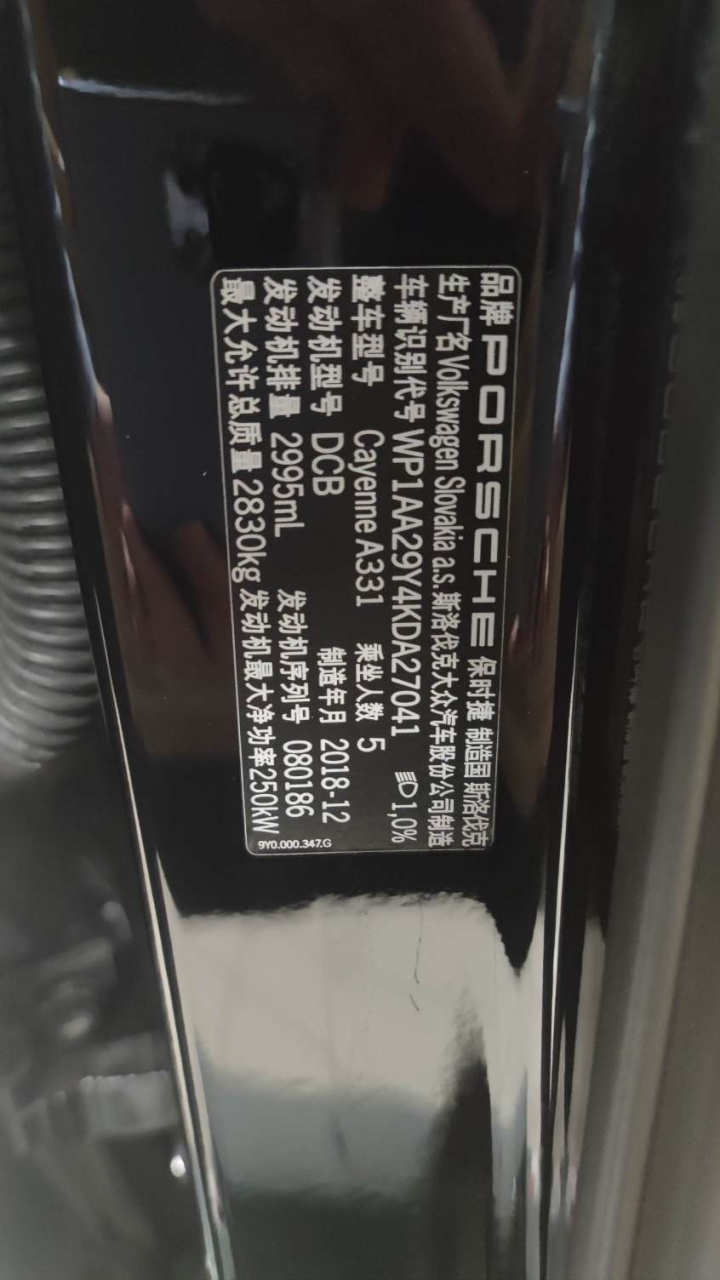 品牌 PORSCHE 保时捷 制造国 斯洛伐克
生产厂名 Volkswagen Slovakia a.s. 斯洛伐克大众汽车股份公司制造
车辆识别代号 WP1AA29Y4KDA27041 1,0%
整车型号 Cayenne A331 乘坐人数 5
发动机型号 DCB 制造年月 2018-12
发动机排量 2995mL 发动机序列号 080186
最大允许总质量 2830kg 发动机最大净功率250kW
9Y0.000.347.G